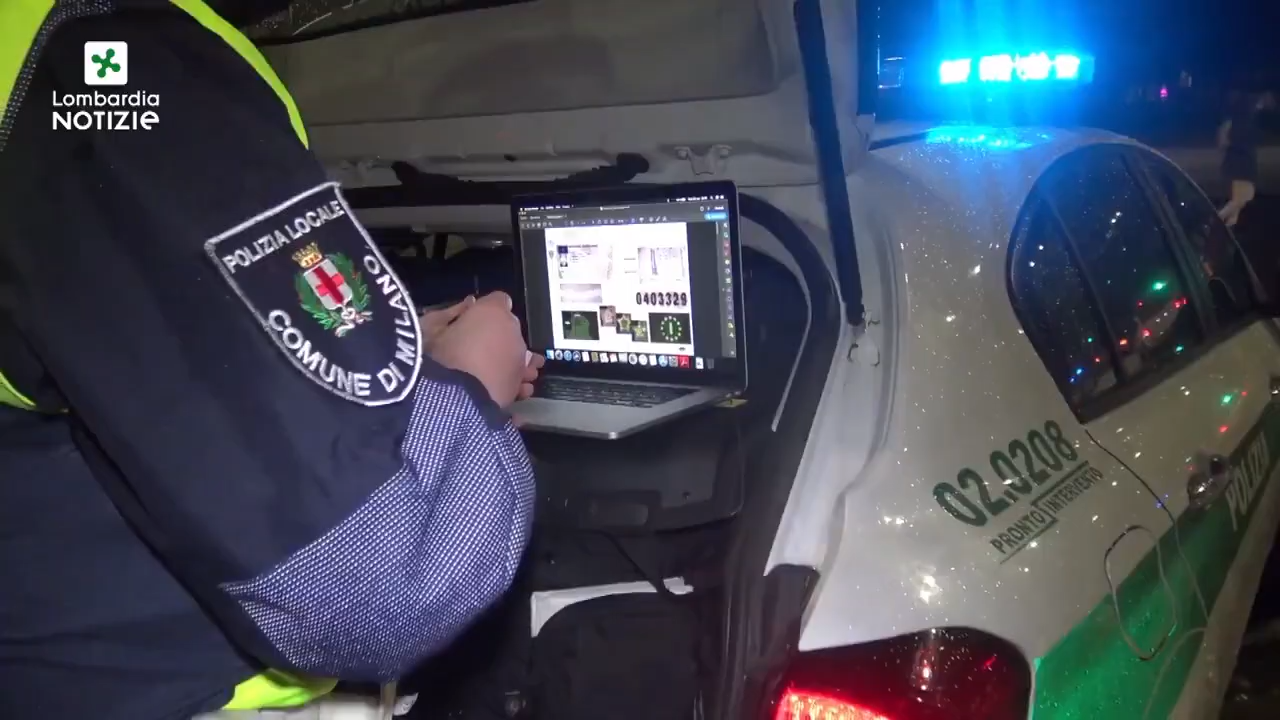 Lombardia
NOTIZIE
POLIZIA LOCALE
COMUNE DI MILANO
0403329
02.0208
PRONTO INTERVENTO
POLIZIA